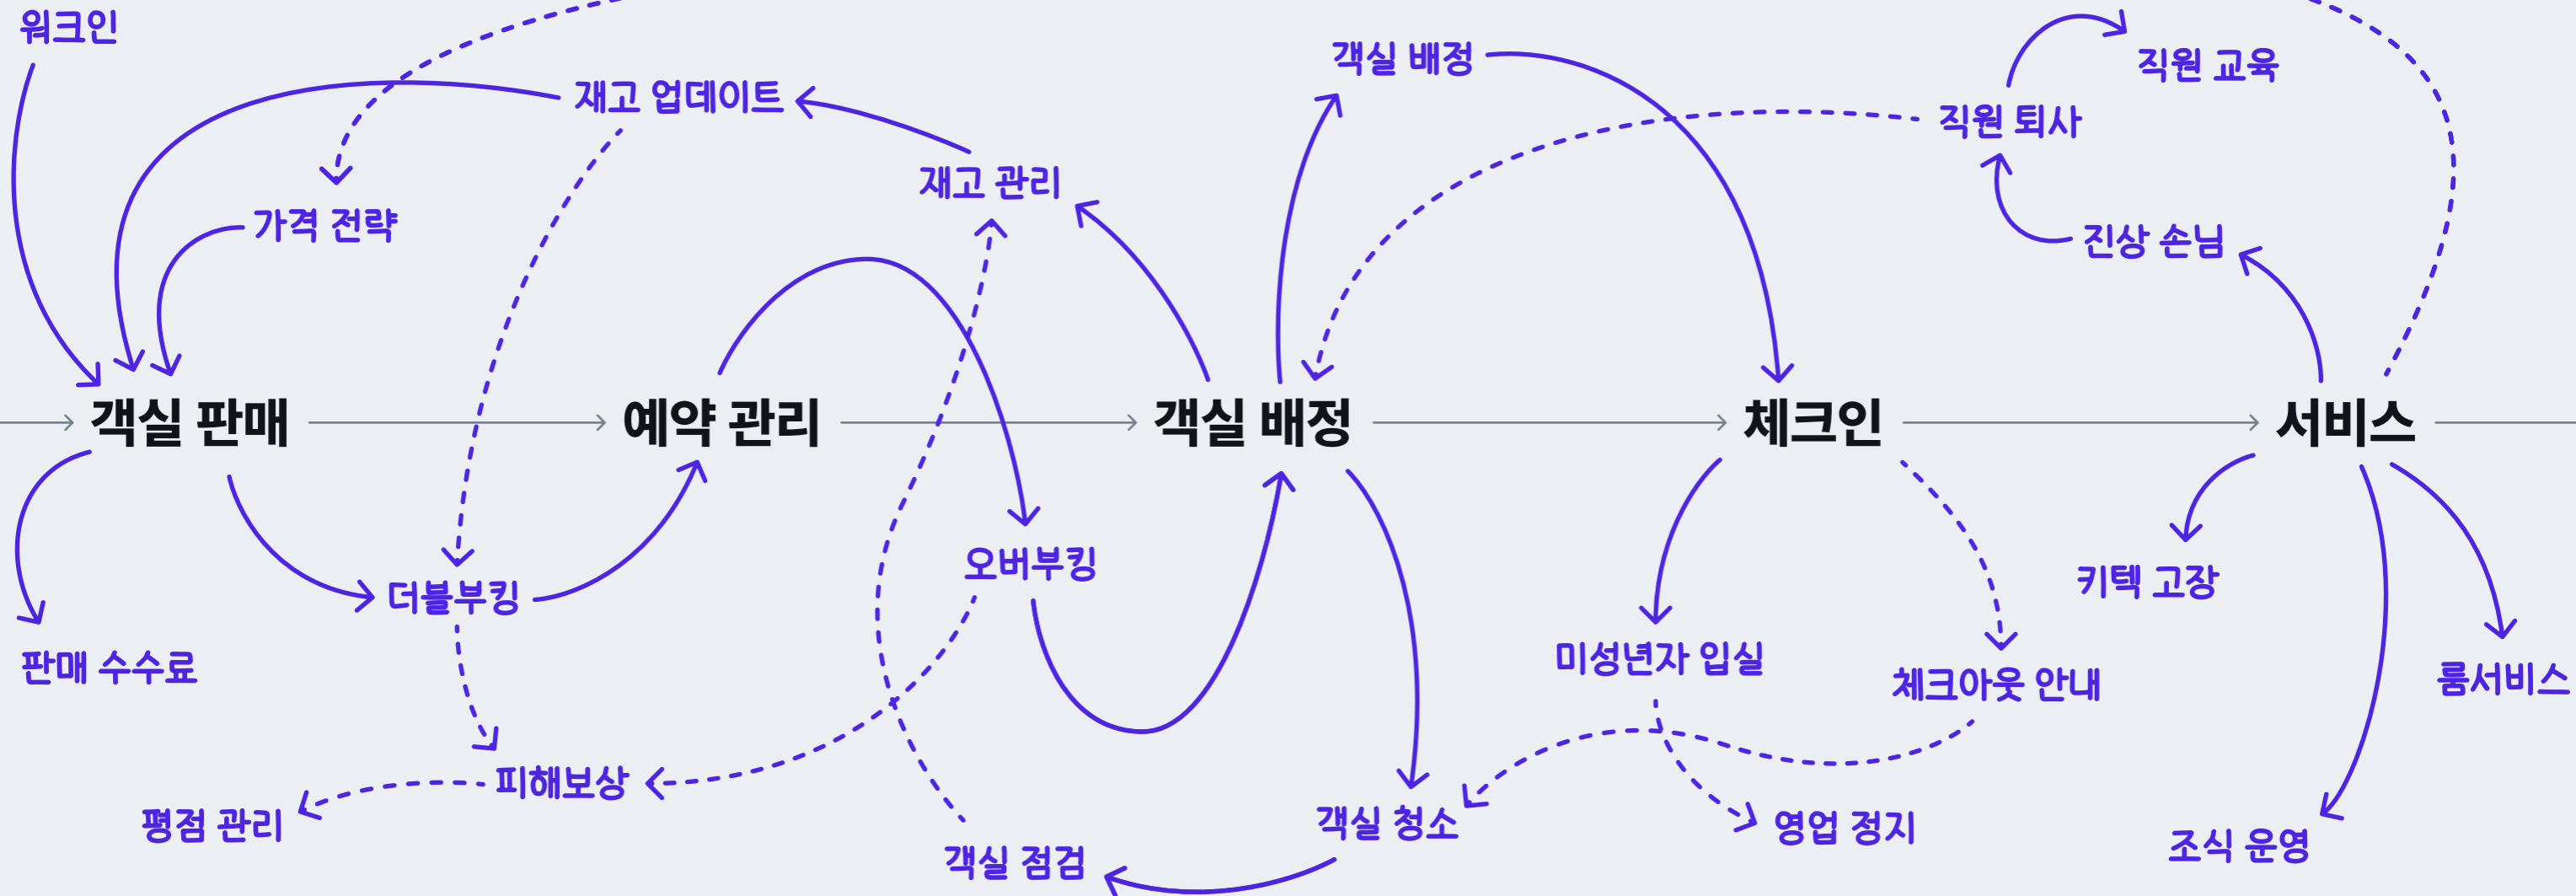 워크인
객실 배정
직원 교육
재고 업데이트
직원 퇴사
재고 관리
가격 전략
진상 손님
객실 판매
예약 관리
객실 배정
체크인
서비스
오버부킹
더블부킹
키텍 고장
판매 수수료
미성년자 입실
체크아웃 안내
룸서비스
피해보상
평점 관리
객실 청소
영업 정지
조식 운영
객실 점검